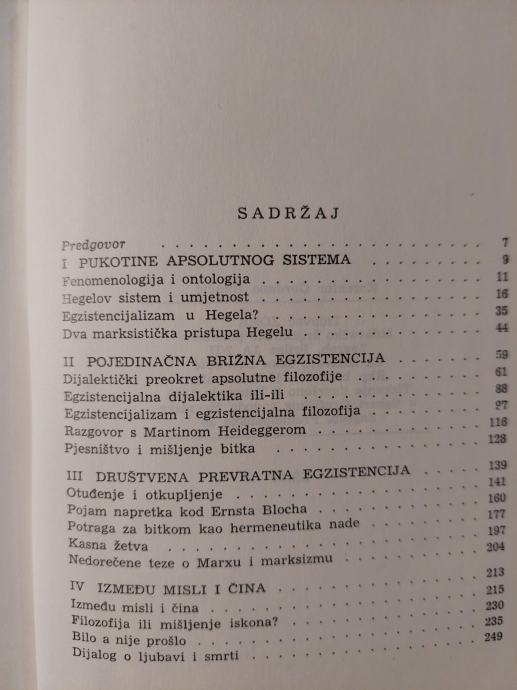 SADRŽAJ
Predgovor . . . . . . . . . . . . . . . . . . . . . . . 7
I PUKOTINE APSOLUTNOG SISTEMA . . . . . . . 9
Fenomenologija i ontologija . . . . . . . . . . . . . . . 11
Hegelov sistem i umjetnost . . . . . . . . . . . . . . . 16
Egzistencijalizam u Hegela? . . . . . . . . . . . . . . . 35
Dva marksistička pristupa Hegelu . . . . . . . . . . . . 44
II POJEDINAČNA BRIŽNA EGZISTENCIJA . . . . . . 59
Dijalektički preokret apsolutne filozofije . . . . . . . . 61
Egzistencijalna dijalektika ili-ili . . . . . . . . . . . . 88
Egzistencijalizam i egzistencijalna filozofija . . . . . . . 97
Razgovor s Martinom Heideggerom . . . . . . . . . . . 116
Pjesništvo i mišljenje bitka . . . . . . . . . . . . . . 128
III DRUŠTVENA PREVRATNA EGZISTENCIJA . . . . . 139
Otuđenje i otkupljenje . . . . . . . . . . . . . . . . 141
Pojam napretka kod Ernsta Blocha . . . . . . . . . . . 160
Potraga za bitkom kao hermeneutika nade . . . . . . . . 177
Kasna žetva . . . . . . . . . . . . . . . . . . . . . 197
Nedorečene teze o Marxu i marksizmu . . . . . . . . . 204
IV IZMEĐU MISLI I ČINA . . . . . . . . . . . . . . 213
Između misli i čina . . . . . . . . . . . . . . . . . . 215
Filozofija ili mišljenje iskona? . . . . . . . . . . . . . 230
Bilo a nije prošlo . . . . . . . . . . . . . . . . . . . 235
Dijalog o ljubavi i smrti . . . . . . . . . . . . . . . . 249